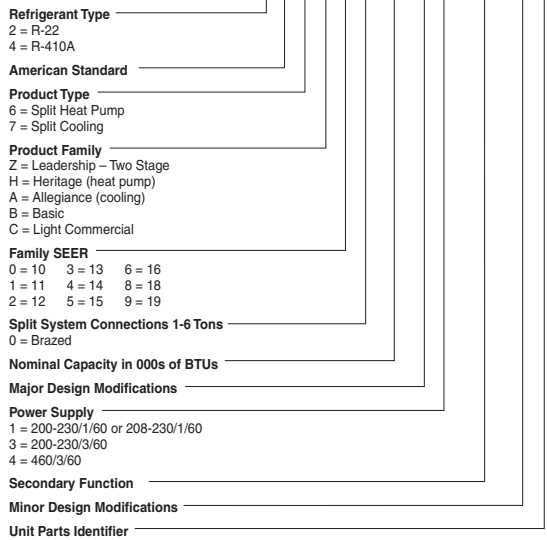 Refrigerant Type
2 = R-22
4 = R-410A
American Standard
Product Type
6 = Split Heat Pump
7 = Split Cooling
Product Family
Z = Leadership – Two Stage
H = Heritage (heat pump)
A = Allegiance (cooling)
B = Basic
C = Light Commercial
Family SEER
0 = 10 3 = 13 6 = 16
1 = 11 4 = 14 8 = 18
2 = 12 5 = 15 9 = 19
Split System Connections 1-6 Tons
0 = Brazed
Nominal Capacity in 000s of BTUs
Major Design Modifications
Power Supply
1 = 200-230/1/60 or 208-230/1/60
3 = 200-230/3/60
4 = 460/3/60
Secondary Function
Minor Design Modifications
Unit Parts Identifier